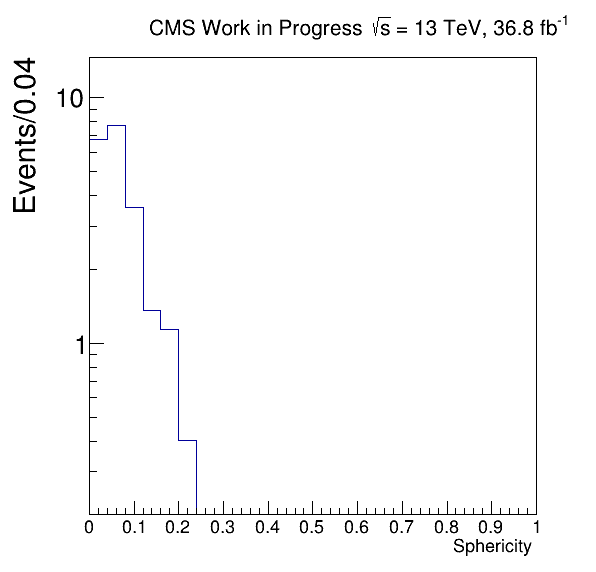 CMS Work in Progress √s = 13 TeV, 36.8 fb⁻¹
Events/0.04
10
1
0 0.1 0.2 0.3 0.4 0.5 0.6 0.7 0.8 0.9 1
Sphericity